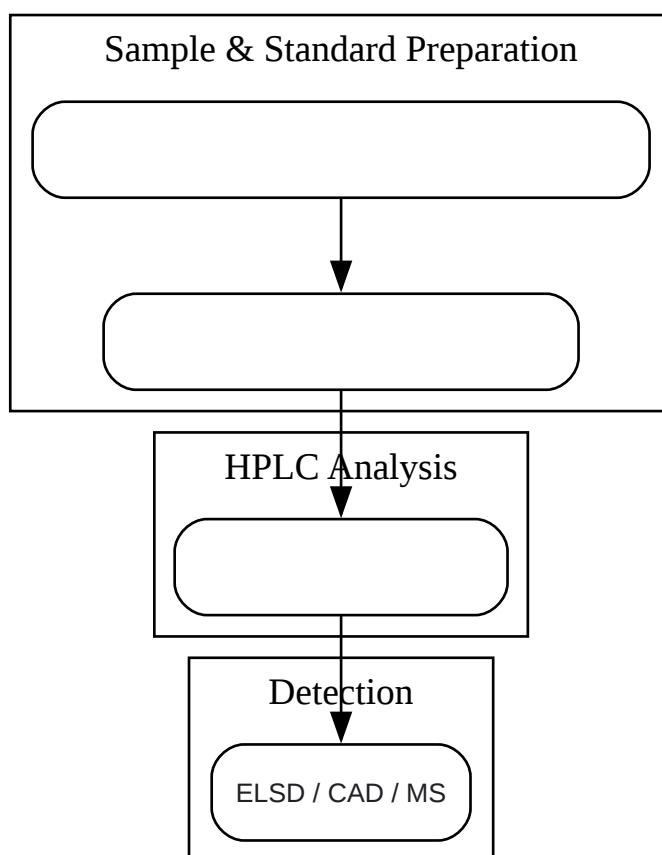 Sample & Standard Preparation
HPLC Analysis
Detection
ELSD / CAD / MS